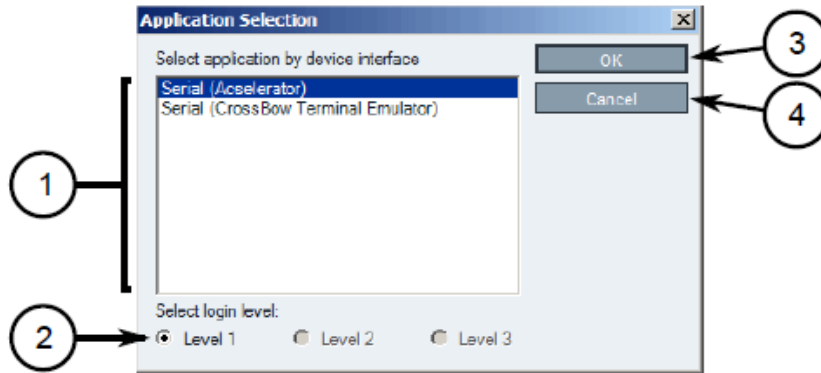 Application Selection
Select application by device interface
OK
3
Serial (Acselerator)
Cancel
Serial (CrossBow Terminal Emulator)
4
1
Select login level:
2
Level 1 Level 2 Level 3